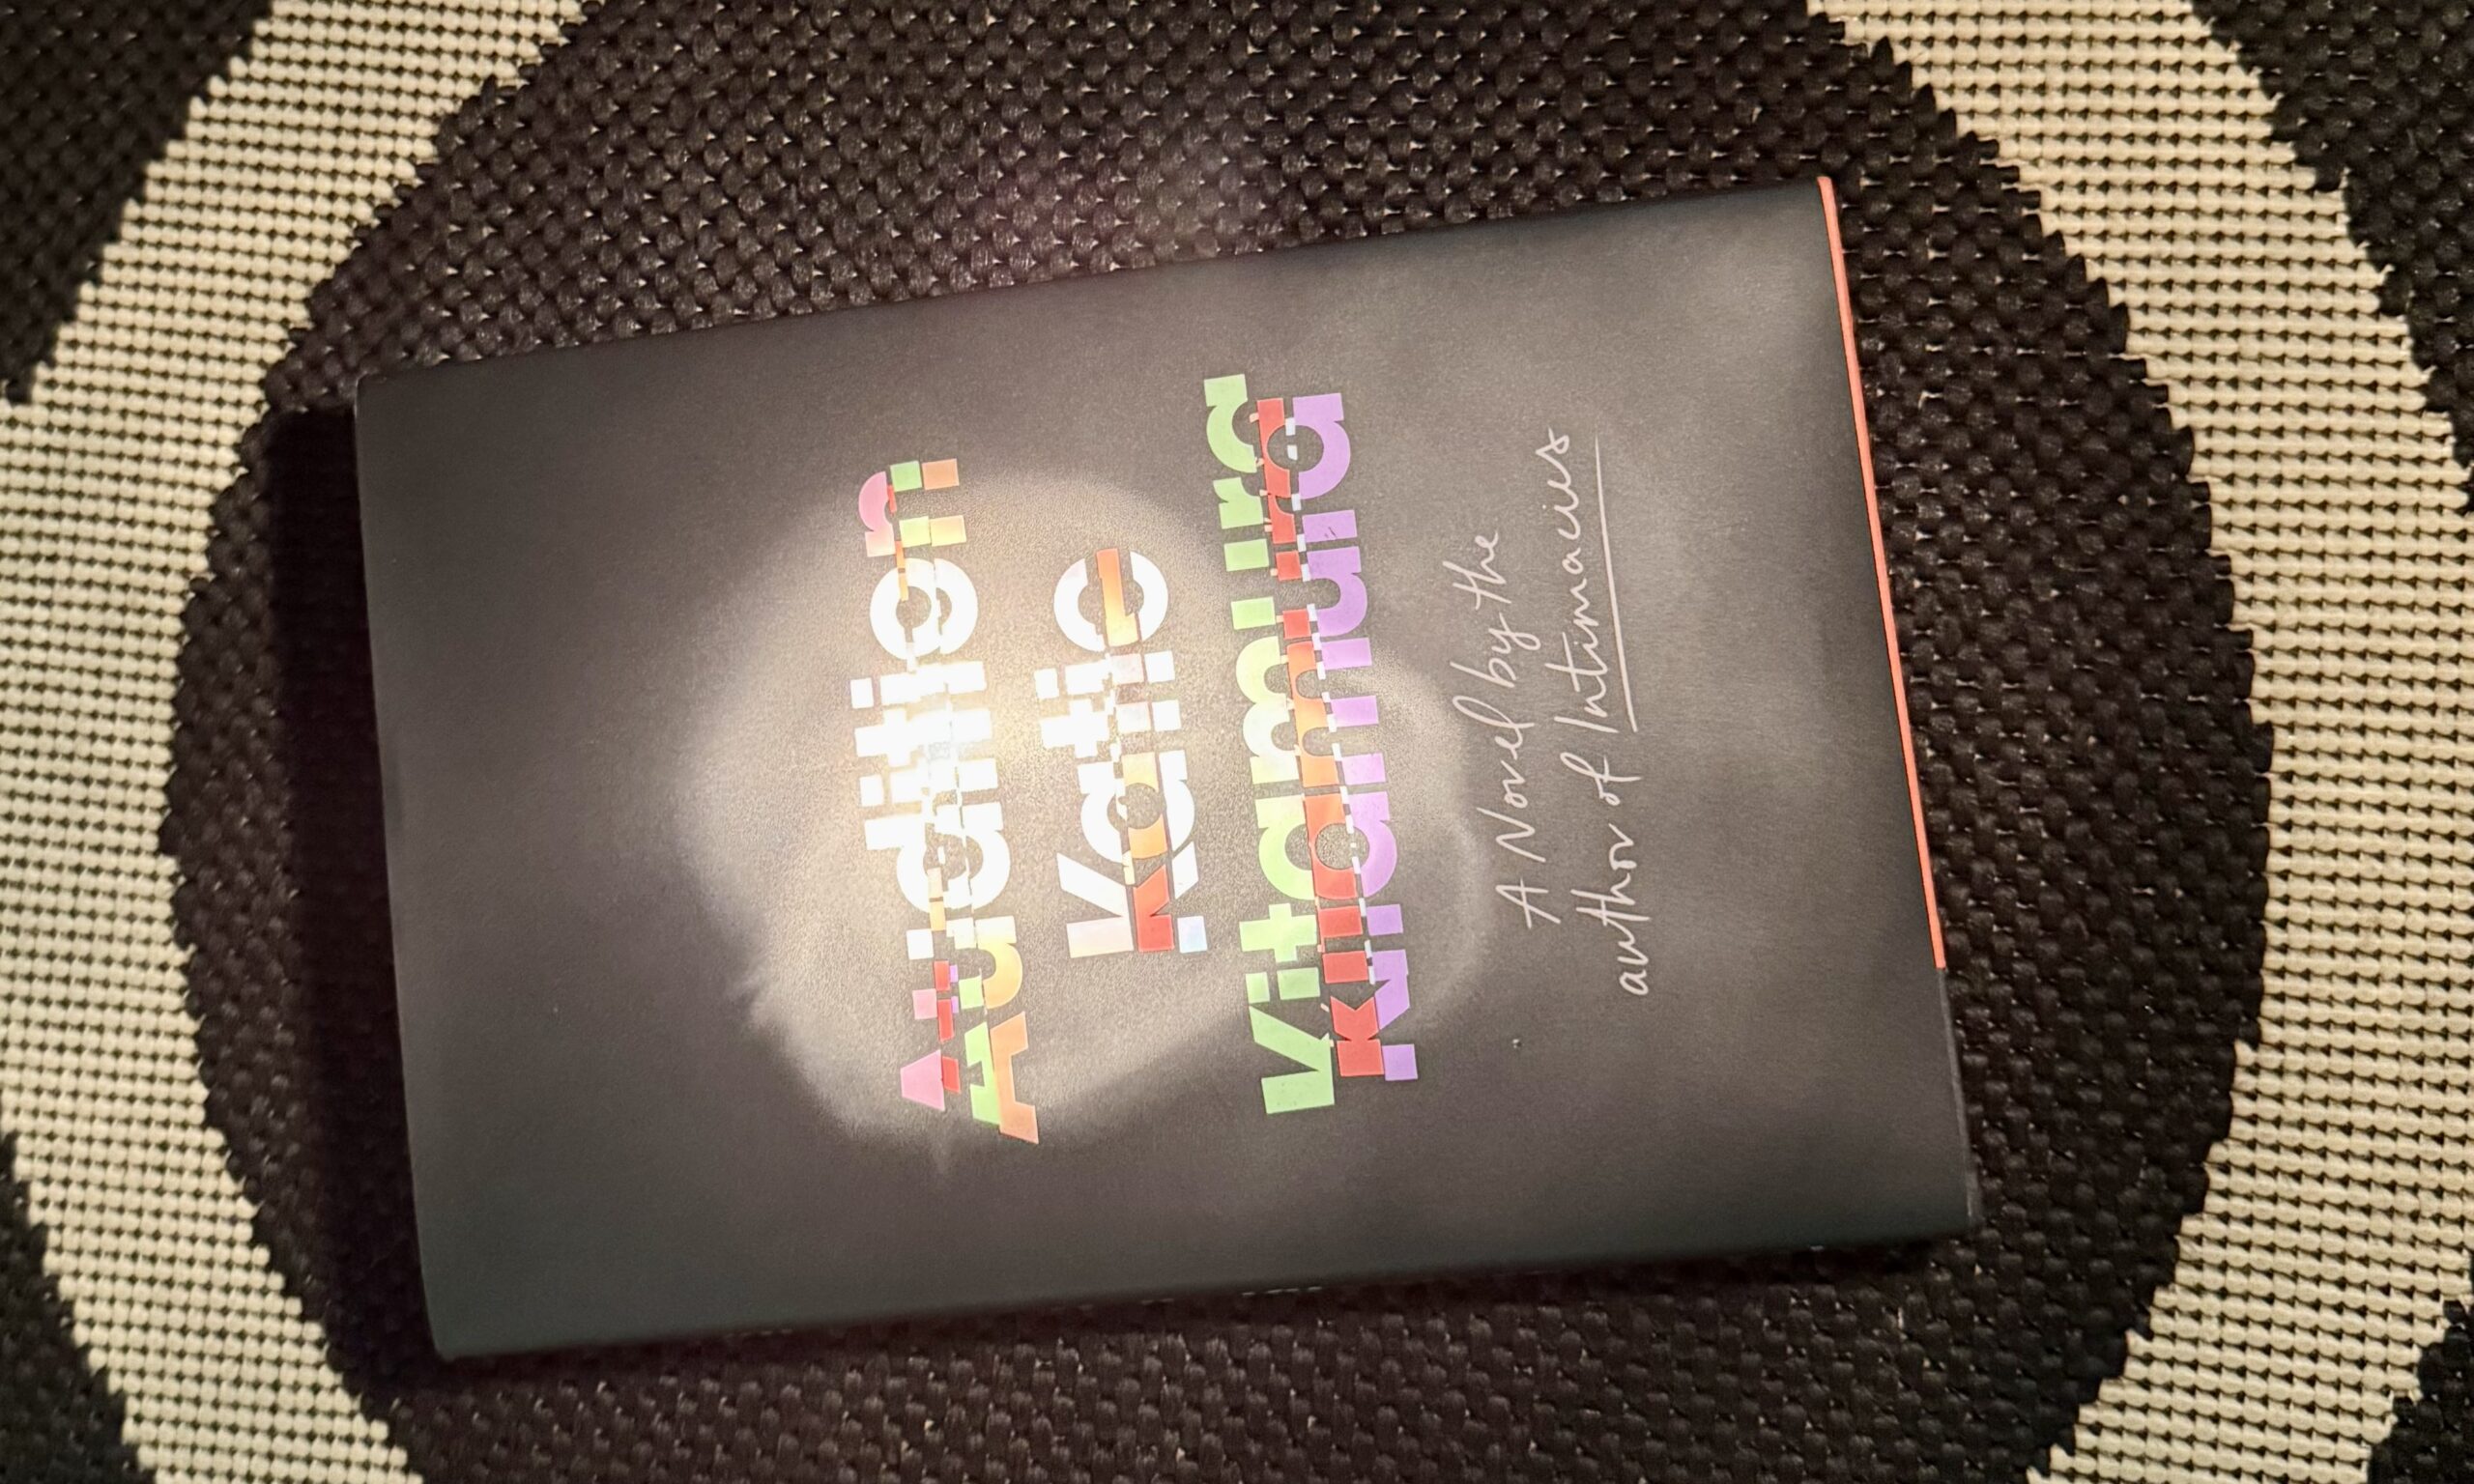 Audition
Katie
Kitamura
A Novel by the
author of Intimacies